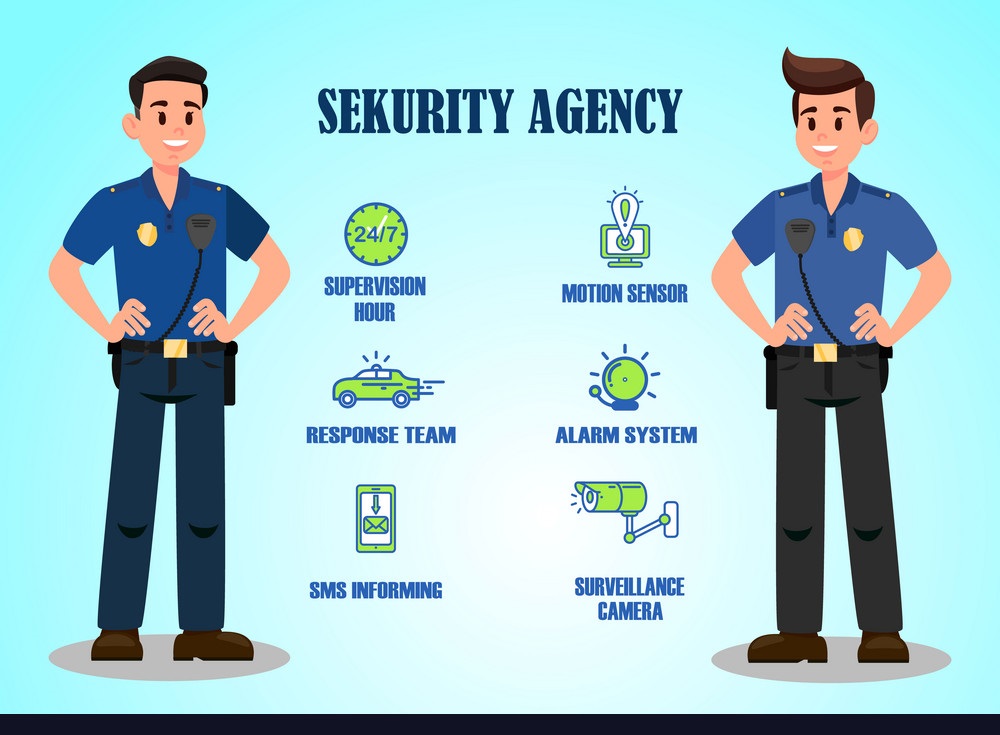 SEKURITY AGENCY
24/7
SUPERVISION
HOUR
MOTION SENSOR
RESPONSE TEAM
ALARM SYSTEM
SMS INFORMING
SURVEILLANCE
CAMERA